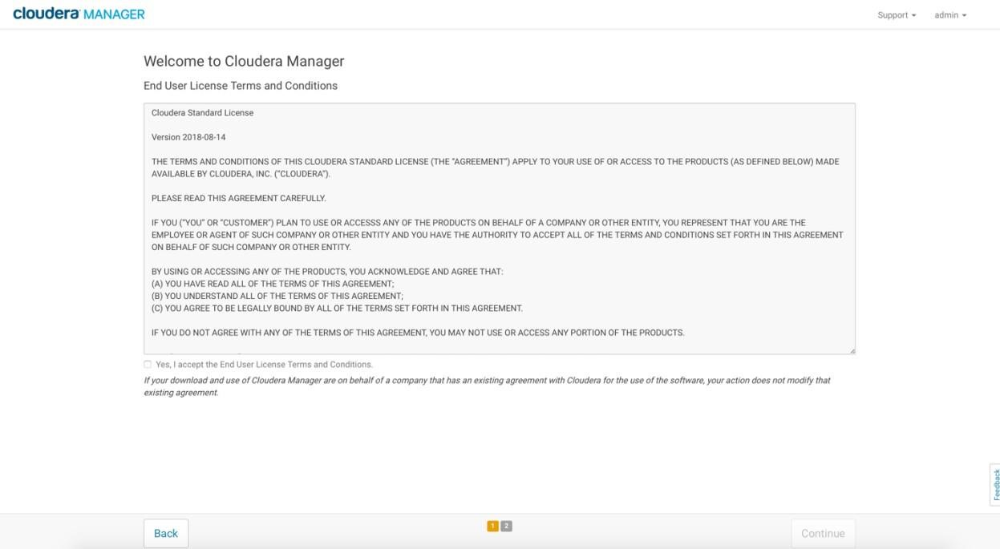 cloudera MANAGER
Support
admin
Welcome to Cloudera Manager
End User License Terms and Conditions
Cloudera Standard License
Version 2018-08-14
THE TERMS AND CONDITIONS OF THIS CLOUDERA STANDARD LICENSE (THE “AGREEMENT”) APPLY TO YOUR USE OF OR ACCESS TO THE PRODUCTS (AS DEFINED BELOW) MADE
AVAILABLE BY CLOUDERA, INC. (“CLOUDERA”).
PLEASE READ THIS AGREEMENT CAREFULLY.
IF YOU (“YOU” OR “CUSTOMER”) PLAN TO USE OR ACCESSS ANY OF THE PRODUCTS ON BEHALF OF A COMPANY OR OTHER ENTITY, YOU REPRESENT THAT YOU ARE THE
EMPLOYEE OR AGENT OF SUCH COMPANY OR OTHER ENTITY AND YOU HAVE THE AUTHORITY TO ACCEPT ALL OF THE TERMS AND CONDITIONS SET FORTH IN THIS AGREEMENT
ON BEHALF OF SUCH COMPANY OR OTHER ENTITY.
BY USING OR ACCESSING ANY OF THE PRODUCTS, YOU ACKNOWLEDGE AND AGREE THAT:
(A) YOU HAVE READ ALL OF THE TERMS OF THIS AGREEMENT;
(B) YOU UNDERSTAND ALL OF THE TERMS OF THIS AGREEMENT;
(C) YOU AGREE TO BE LEGALLY BOUND BY ALL OF THE TERMS SET FORTH IN THIS AGREEMENT.
IF YOU DO NOT AGREE WITH ANY OF THE TERMS OF THIS AGREEMENT, YOU MAY NOT USE OR ACCESS ANY PORTION OF THE PRODUCTS.
Yes, I accept the End User License Terms and Conditions.
If your download and use of Cloudera Manager are on behalf of a company that has an existing agreement with Cloudera for the use of the software, your action does not modify that
existing agreement.
Feedback
Back
1 2
Continue